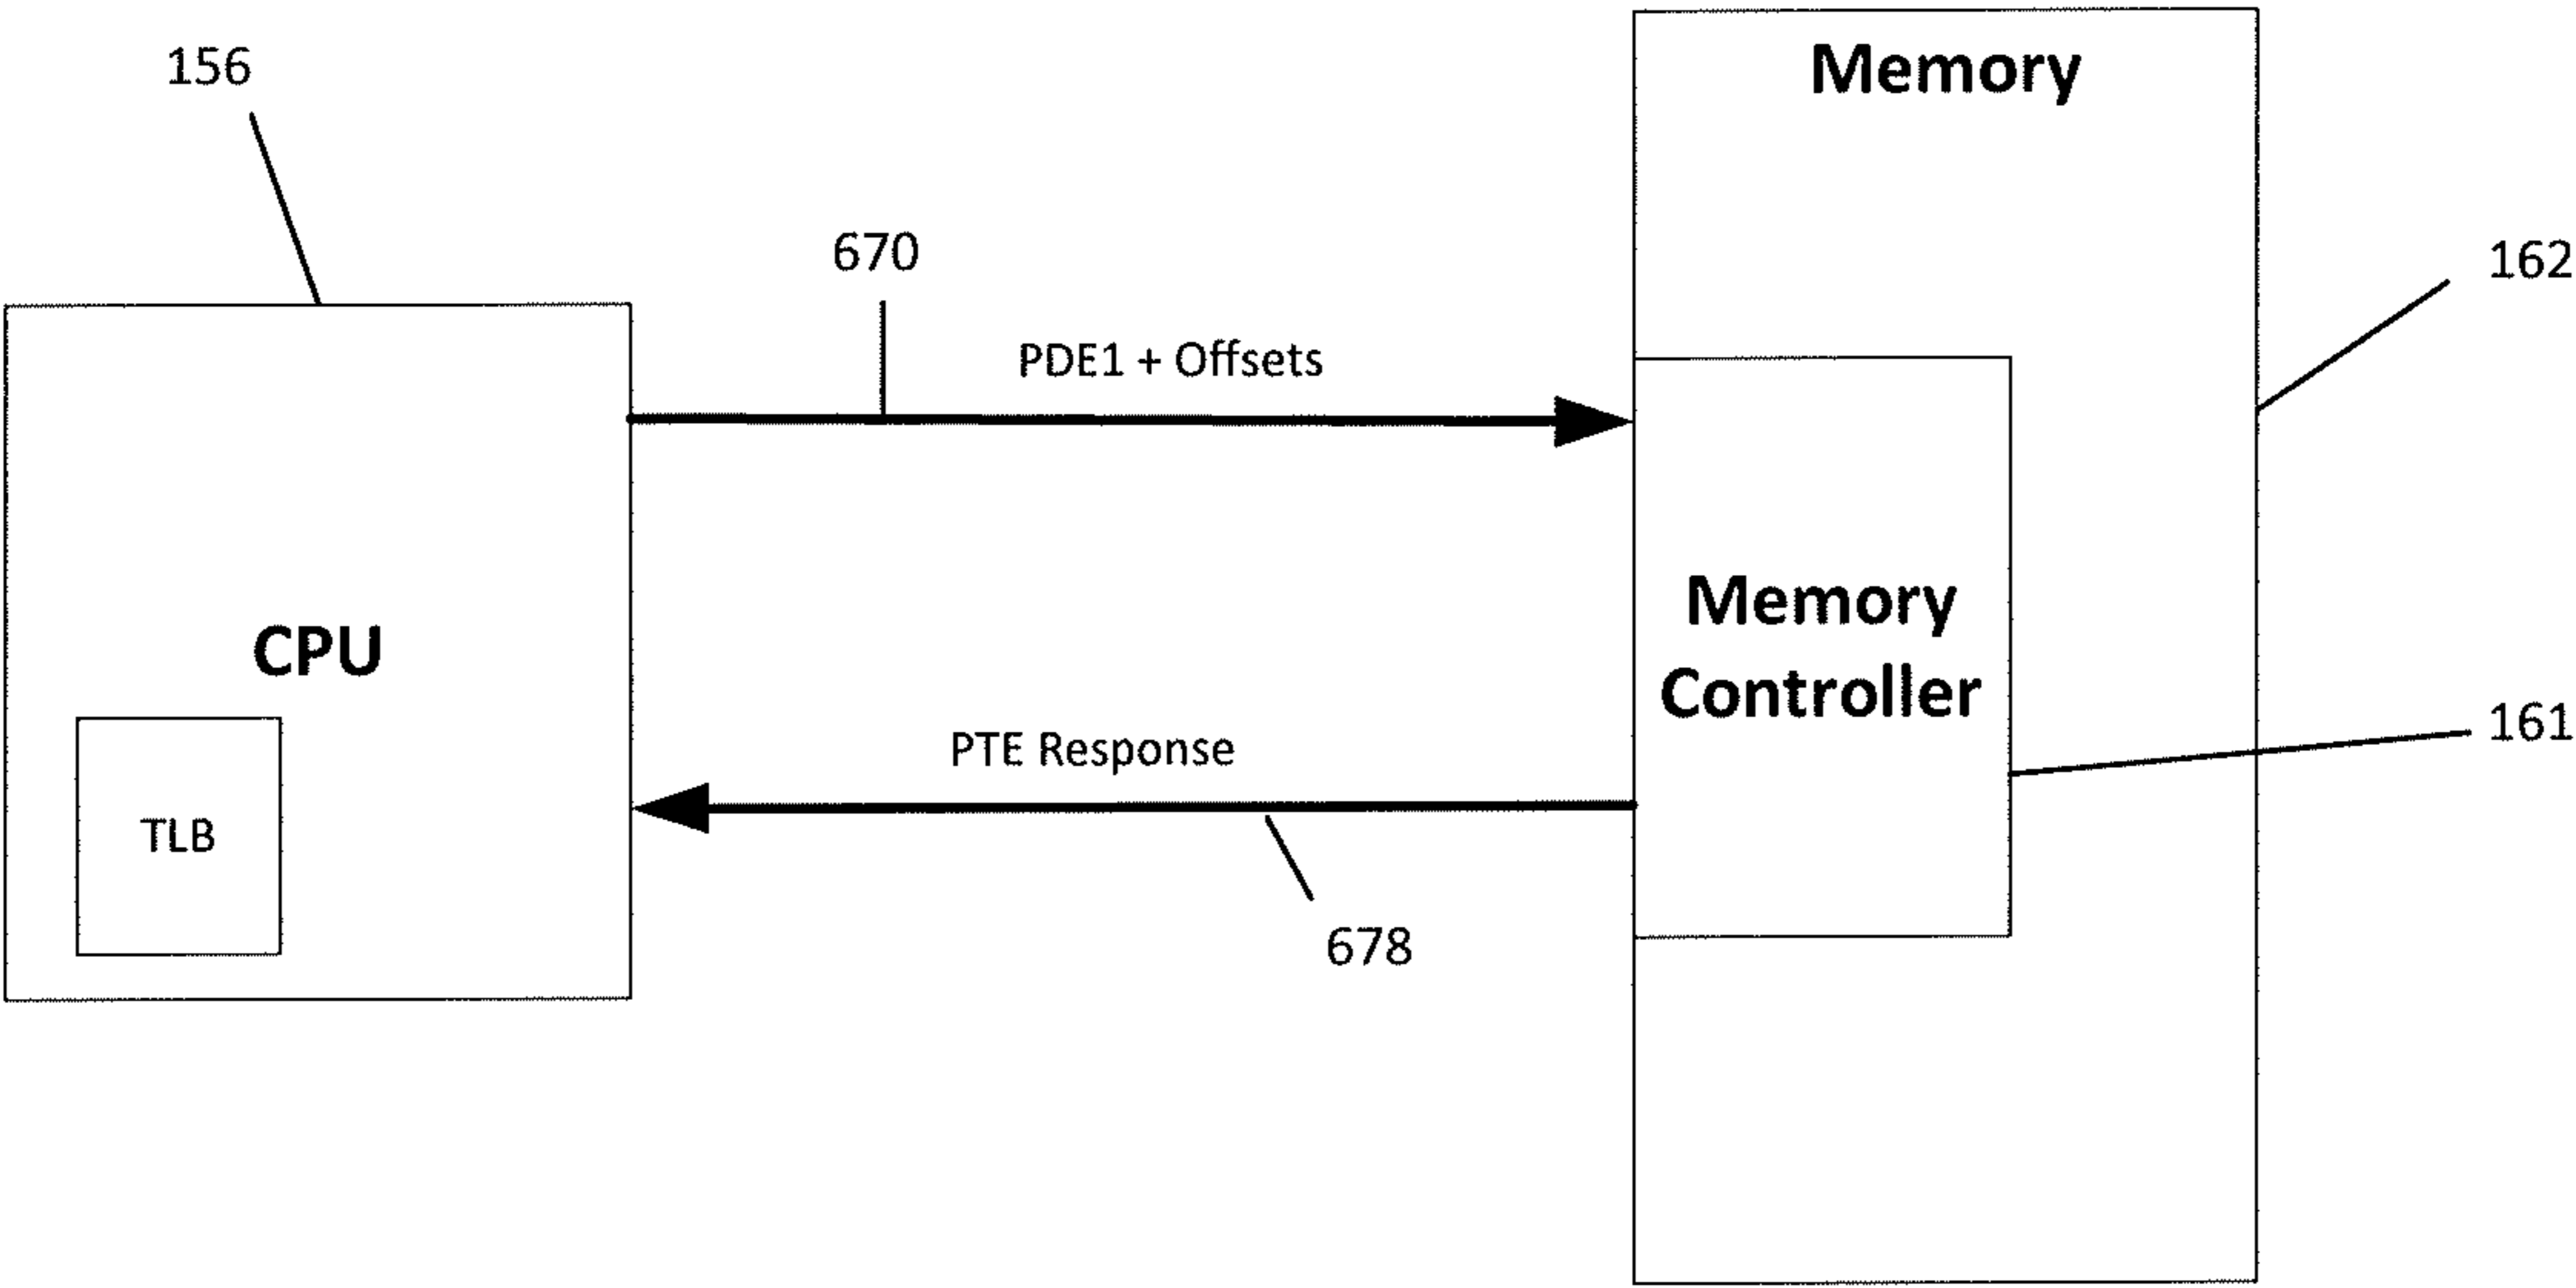 156
Memory
670
162
PDE1 + Offsets
CPU
Memory
Controller
161
PTE Response
TLB
678